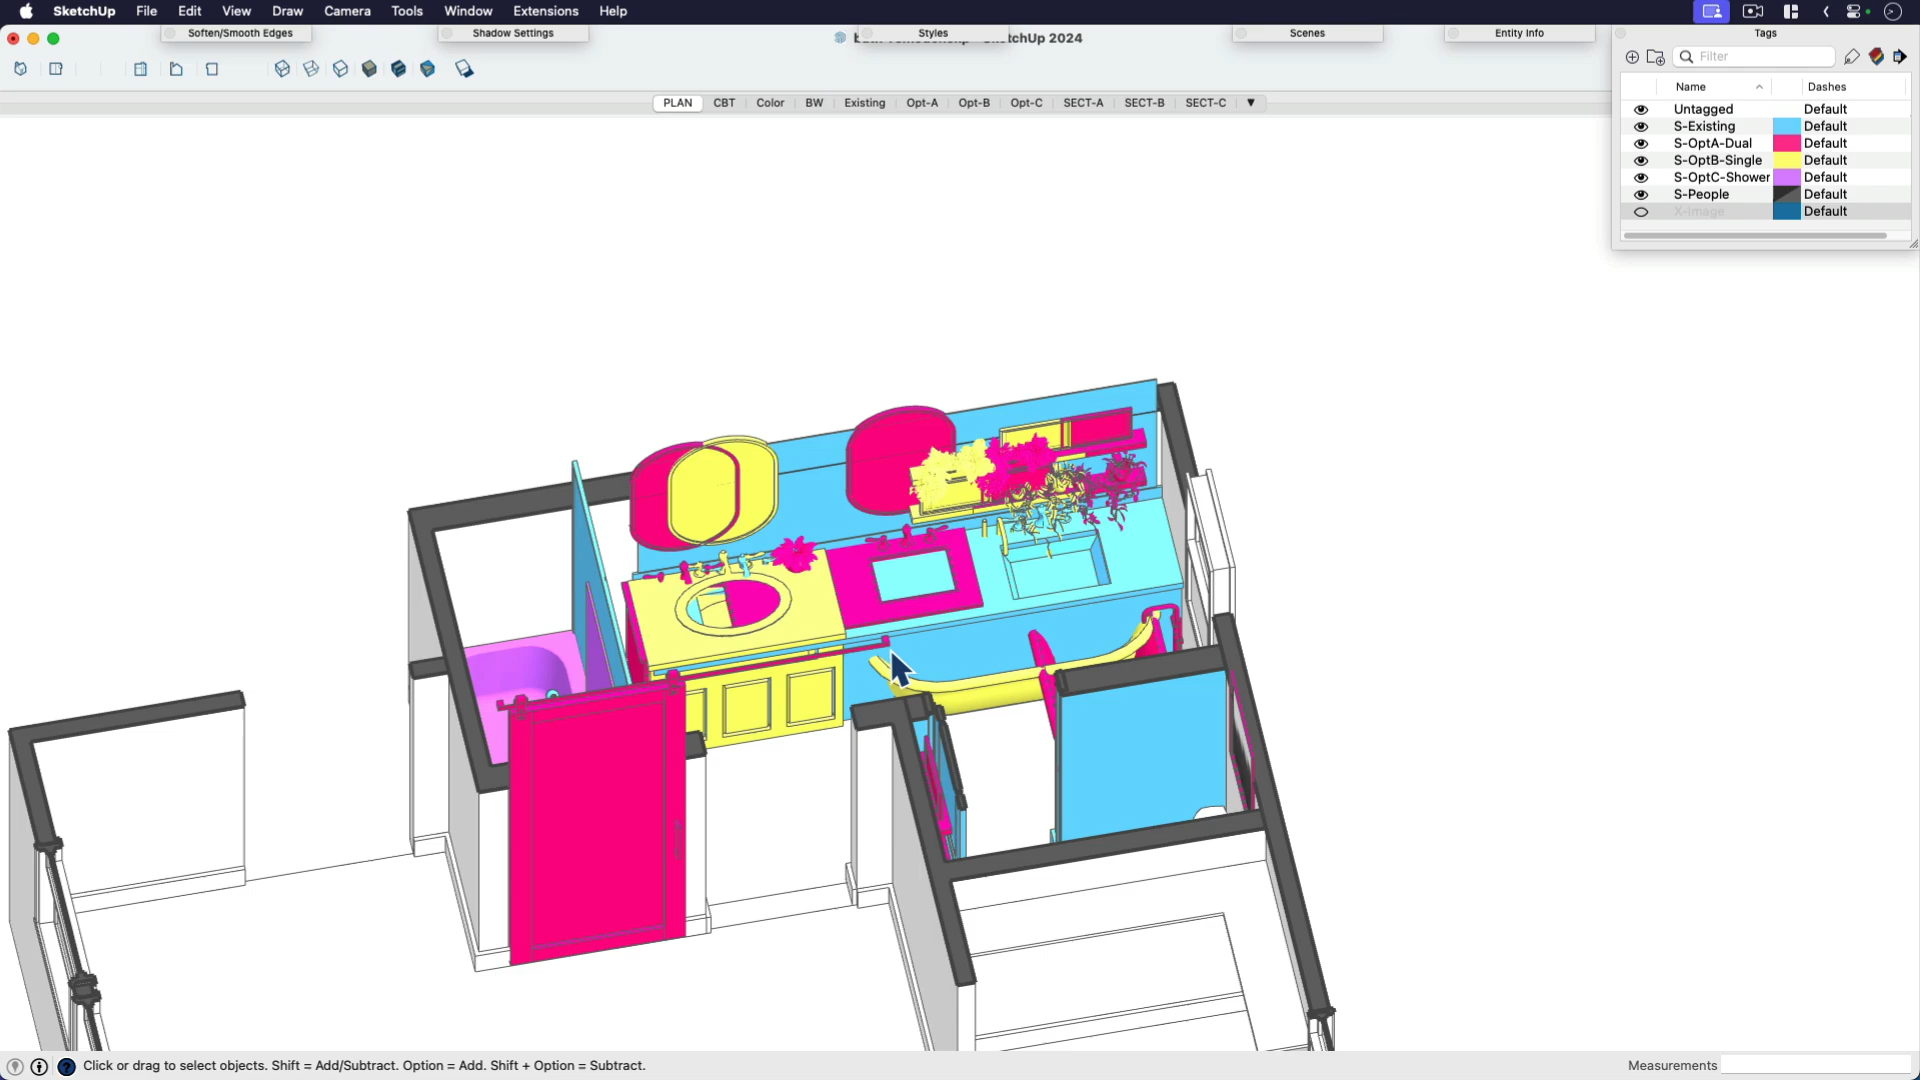 SketchUp File Edit View Draw Camera Tools Window Extensions Help
Soften/Smooth Edges
Shadow Settings
Styles
Scenes
Entity Info
Tags
SketchUp 2024
Filter
Name Dashes
PLAN CBT Color BW Existing Opt-A Opt-B Opt-C SECT-A SECT-B SECT-C
Untagged Default
S-Existing Default
S-OptA-Dual Default
S-OptB-Single Default
S-OptC-Shower Default
S-People Default
X-Image Default
Click or drag to select objects. Shift = Add/Subtract. Option = Add. Shift + Option = Subtract.
Measurements